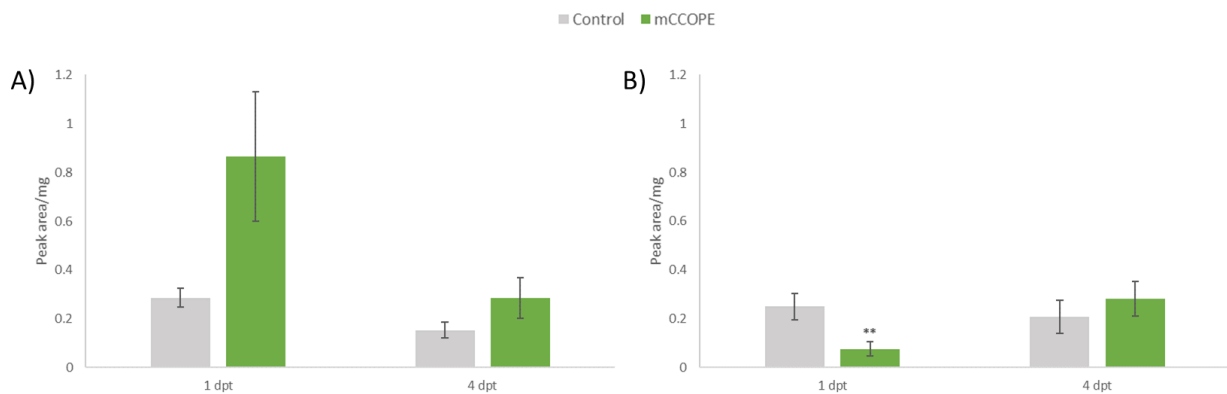 Control mCCOPE
A)
1.2
1
0.8
0.6
0.4
0.2
0
Peak area/mg
1 dpt 4 dpt
B)
1.2
1
0.8
0.6
0.4
0.2
0
Peak area/mg
**
1 dpt 4 dpt